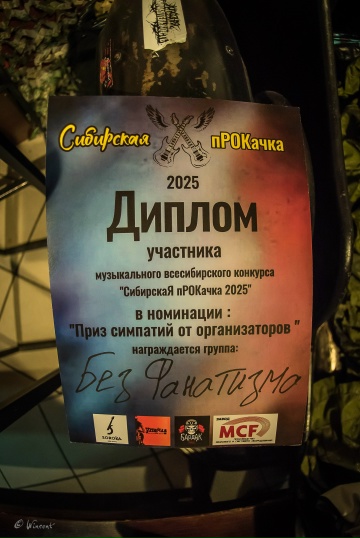 Сибирская пРОКачка
2025
Диплом
участника
музыкального всесибирского конкурса
"СибирскаЯ пРОКачка 2025"
в номинации :
"Приз симпатий от организаторов "
награждается группа:
Без Фанатизма
БАРДАК
MCF
© Wincent